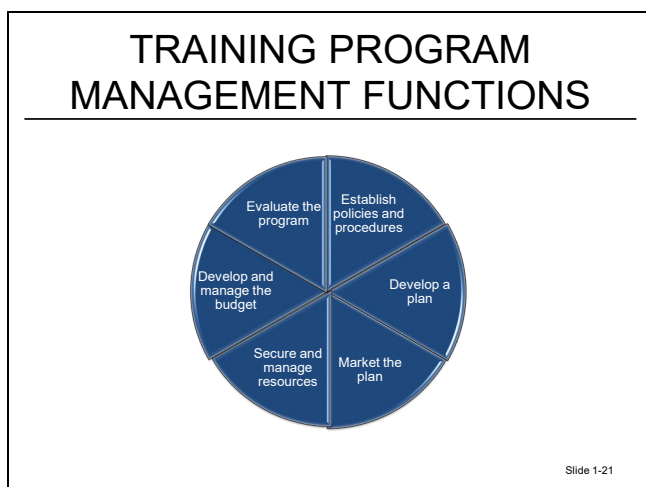 TRAINING PROGRAM
MANAGEMENT FUNCTIONS
Establish
policies and
procedures
Develop a
plan
Market the
plan
Secure and
manage
resources
Develop and
manage the
budget
Evaluate the
program
Slide 1-21